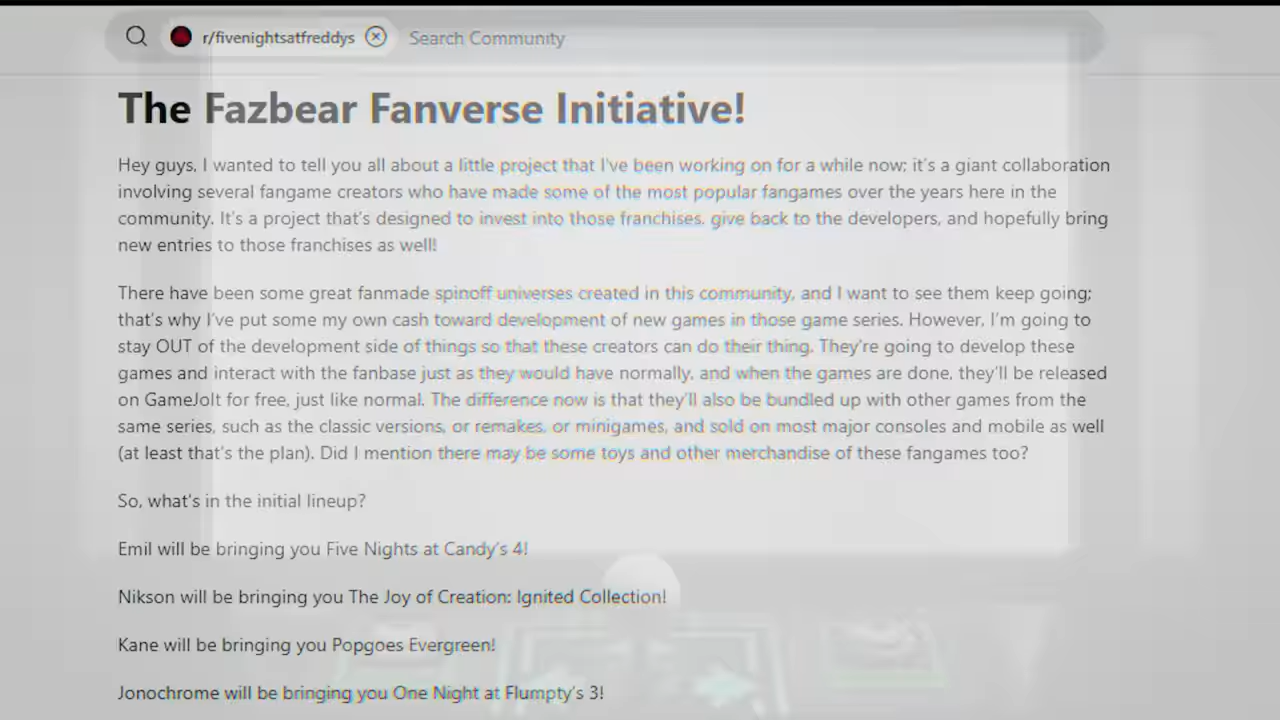 r/fivenightsatfreddys Search Community
The Fazbear Fanverse Initiative!
Hey guys, I wanted to tell you all about a little project that I've been working on for a while now; it's a giant collaboration
involving several fangame creators who have made some of the most popular fangames over the years here in the
community. It's a project that's designed to invest into those franchises, give back to the developers, and hopefully bring
new entries to those franchises as well!
There have been some great fanmade spinoff universes created in this community, and I want to see them keep going;
that's why I've put some my own cash toward development of new games in those game series. However, I'm going to
stay OUT of the development side of things so that these creators can do their thing. They're going to develop these
games and interact with the fanbase just as they would have normally, and when the games are done, they'll be released
on GameJolt for free, just like normal. The difference now is that they'll also be bundled up with other games from the
same series, such as the classic versions, or remakes, or minigames, and sold on most major consoles and mobile as well
(at least that's the plan). Did I mention there may be some toys and other merchandise of these fangames too?
So, what's in the initial lineup?
Emil will be bringing you Five Nights at Candy's 4!
Nikson will be bringing you The Joy of Creation: Ignited Collection!
Kane will be bringing you Popgoes Evergreen!
Jonochrome will be bringing you One Night at Flumpty's 3!